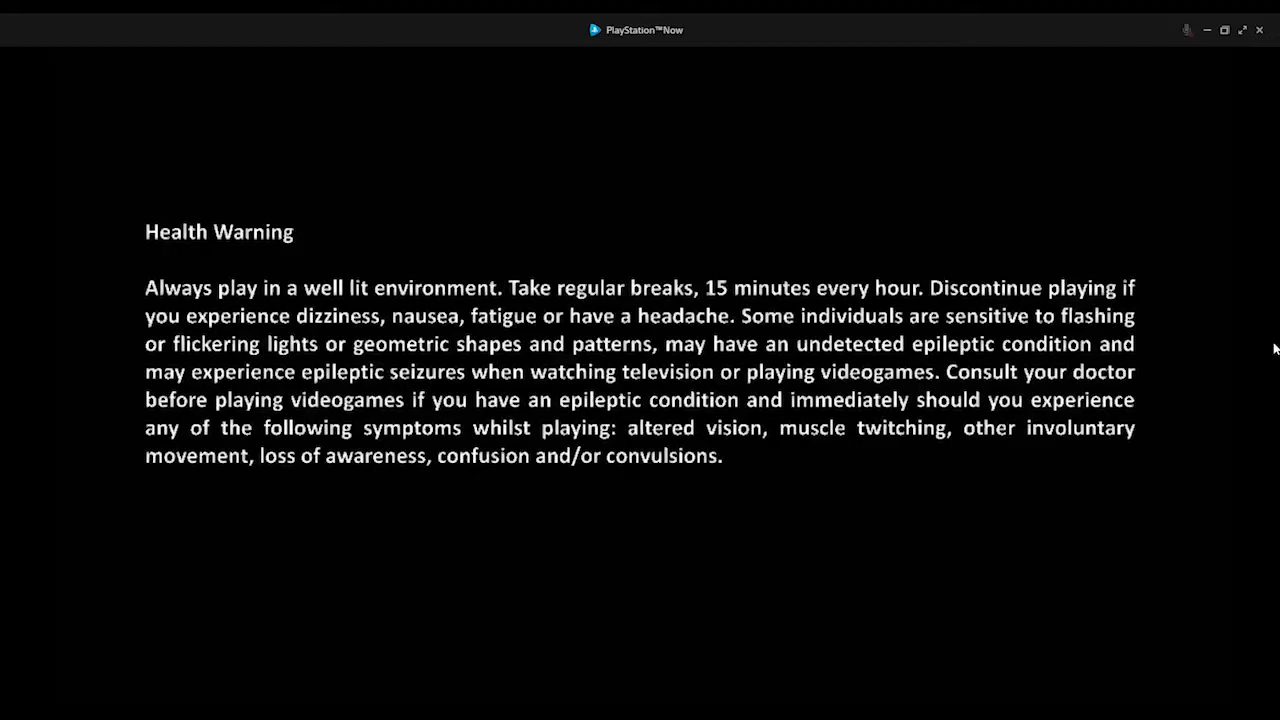 PlayStation™Now
Health Warning
Always play in a well lit environment. Take regular breaks, 15 minutes every hour. Discontinue playing if
you experience dizziness, nausea, fatigue or have a headache. Some individuals are sensitive to flashing
or flickering lights or geometric shapes and patterns, may have an undetected epileptic condition and
may experience epileptic seizures when watching television or playing videogames. Consult your doctor
before playing videogames if you have an epileptic condition and immediately should you experience
any of the following symptoms whilst playing: altered vision, muscle twitching, other involuntary
movement, loss of awareness, confusion and/or convulsions.